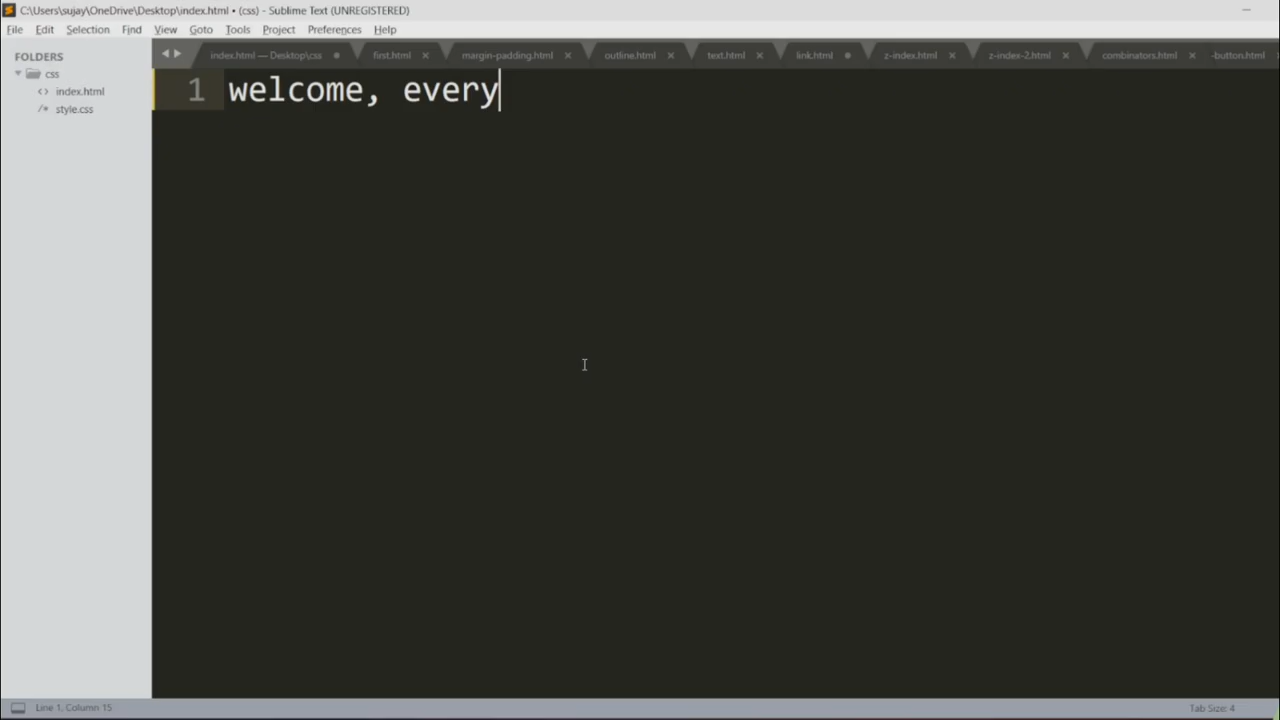 C:\Users\sujay\OneDrive\Desktop\index.html • (css) - Sublime Text (UNREGISTERED)
File Edit Selection Find View Goto Tools Project Preferences Help
FOLDERS
css
index.html
style.css
index.html — Desktop\css
first.html
margin-padding.html
outline.html
text.html
link.html
z-index.html
z-index-2.html
combinators.html
-button.html
1 welcome, every
Line 1, Column 15
Tab Size: 4